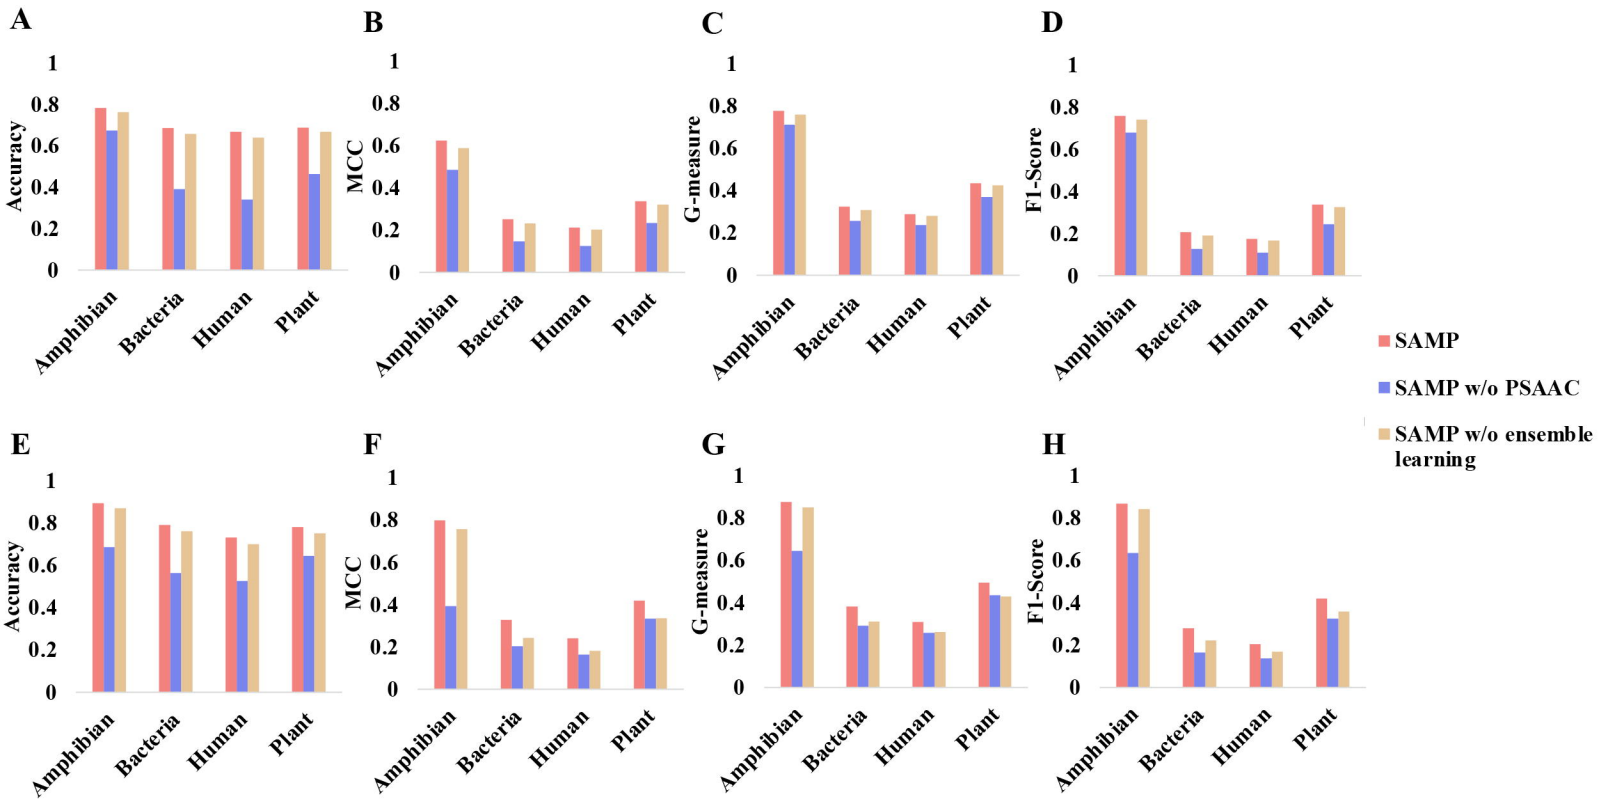 A
B
C
D
1
0.8
0.6
0.4
0.2
0
Accuracy
Amphibian
Bacteria
Human
Plant
1
0.8
0.6
0.4
0.2
0
MCC
Amphibian
Bacteria
Human
Plant
1
0.8
0.6
0.4
0.2
0
G-measure
Amphibian
Bacteria
Human
Plant
1
0.8
0.6
0.4
0.2
0
F1-Score
Amphibian
Bacteria
Human
Plant
SAMP
SAMP w/o PSAAC
SAMP w/o ensemble
learning
E
F
G
H
1
0.8
0.6
0.4
0.2
0
Accuracy
Amphibian
Bacteria
Human
Plant
1
0.8
0.6
0.4
0.2
0
MCC
Amphibian
Bacteria
Human
Plant
1
0.8
0.6
0.4
0.2
0
G-measure
Amphibian
Bacteria
Human
Plant
1
0.8
0.6
0.4
0.2
0
F1-Score
Amphibian
Bacteria
Human
Plant